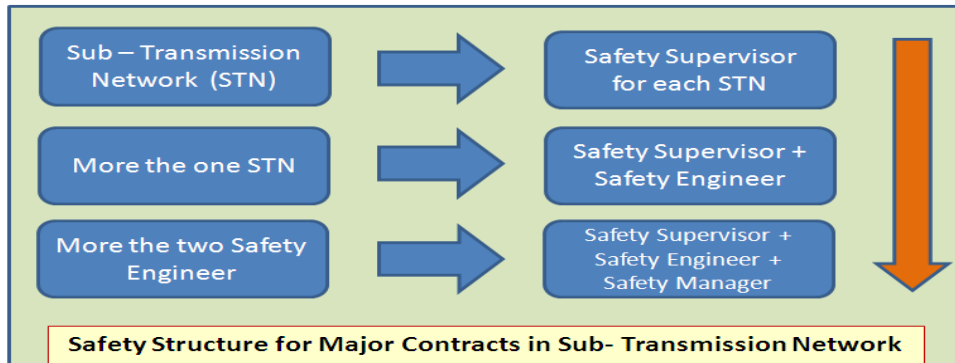 Sub – Transmission
Network (STN)
Safety Supervisor
for each STN
More the one STN
Safety Supervisor +
Safety Engineer
More the two Safety
Engineer
Safety Supervisor +
Safety Engineer +
Safety Manager
Safety Structure for Major Contracts in Sub- Transmission Network